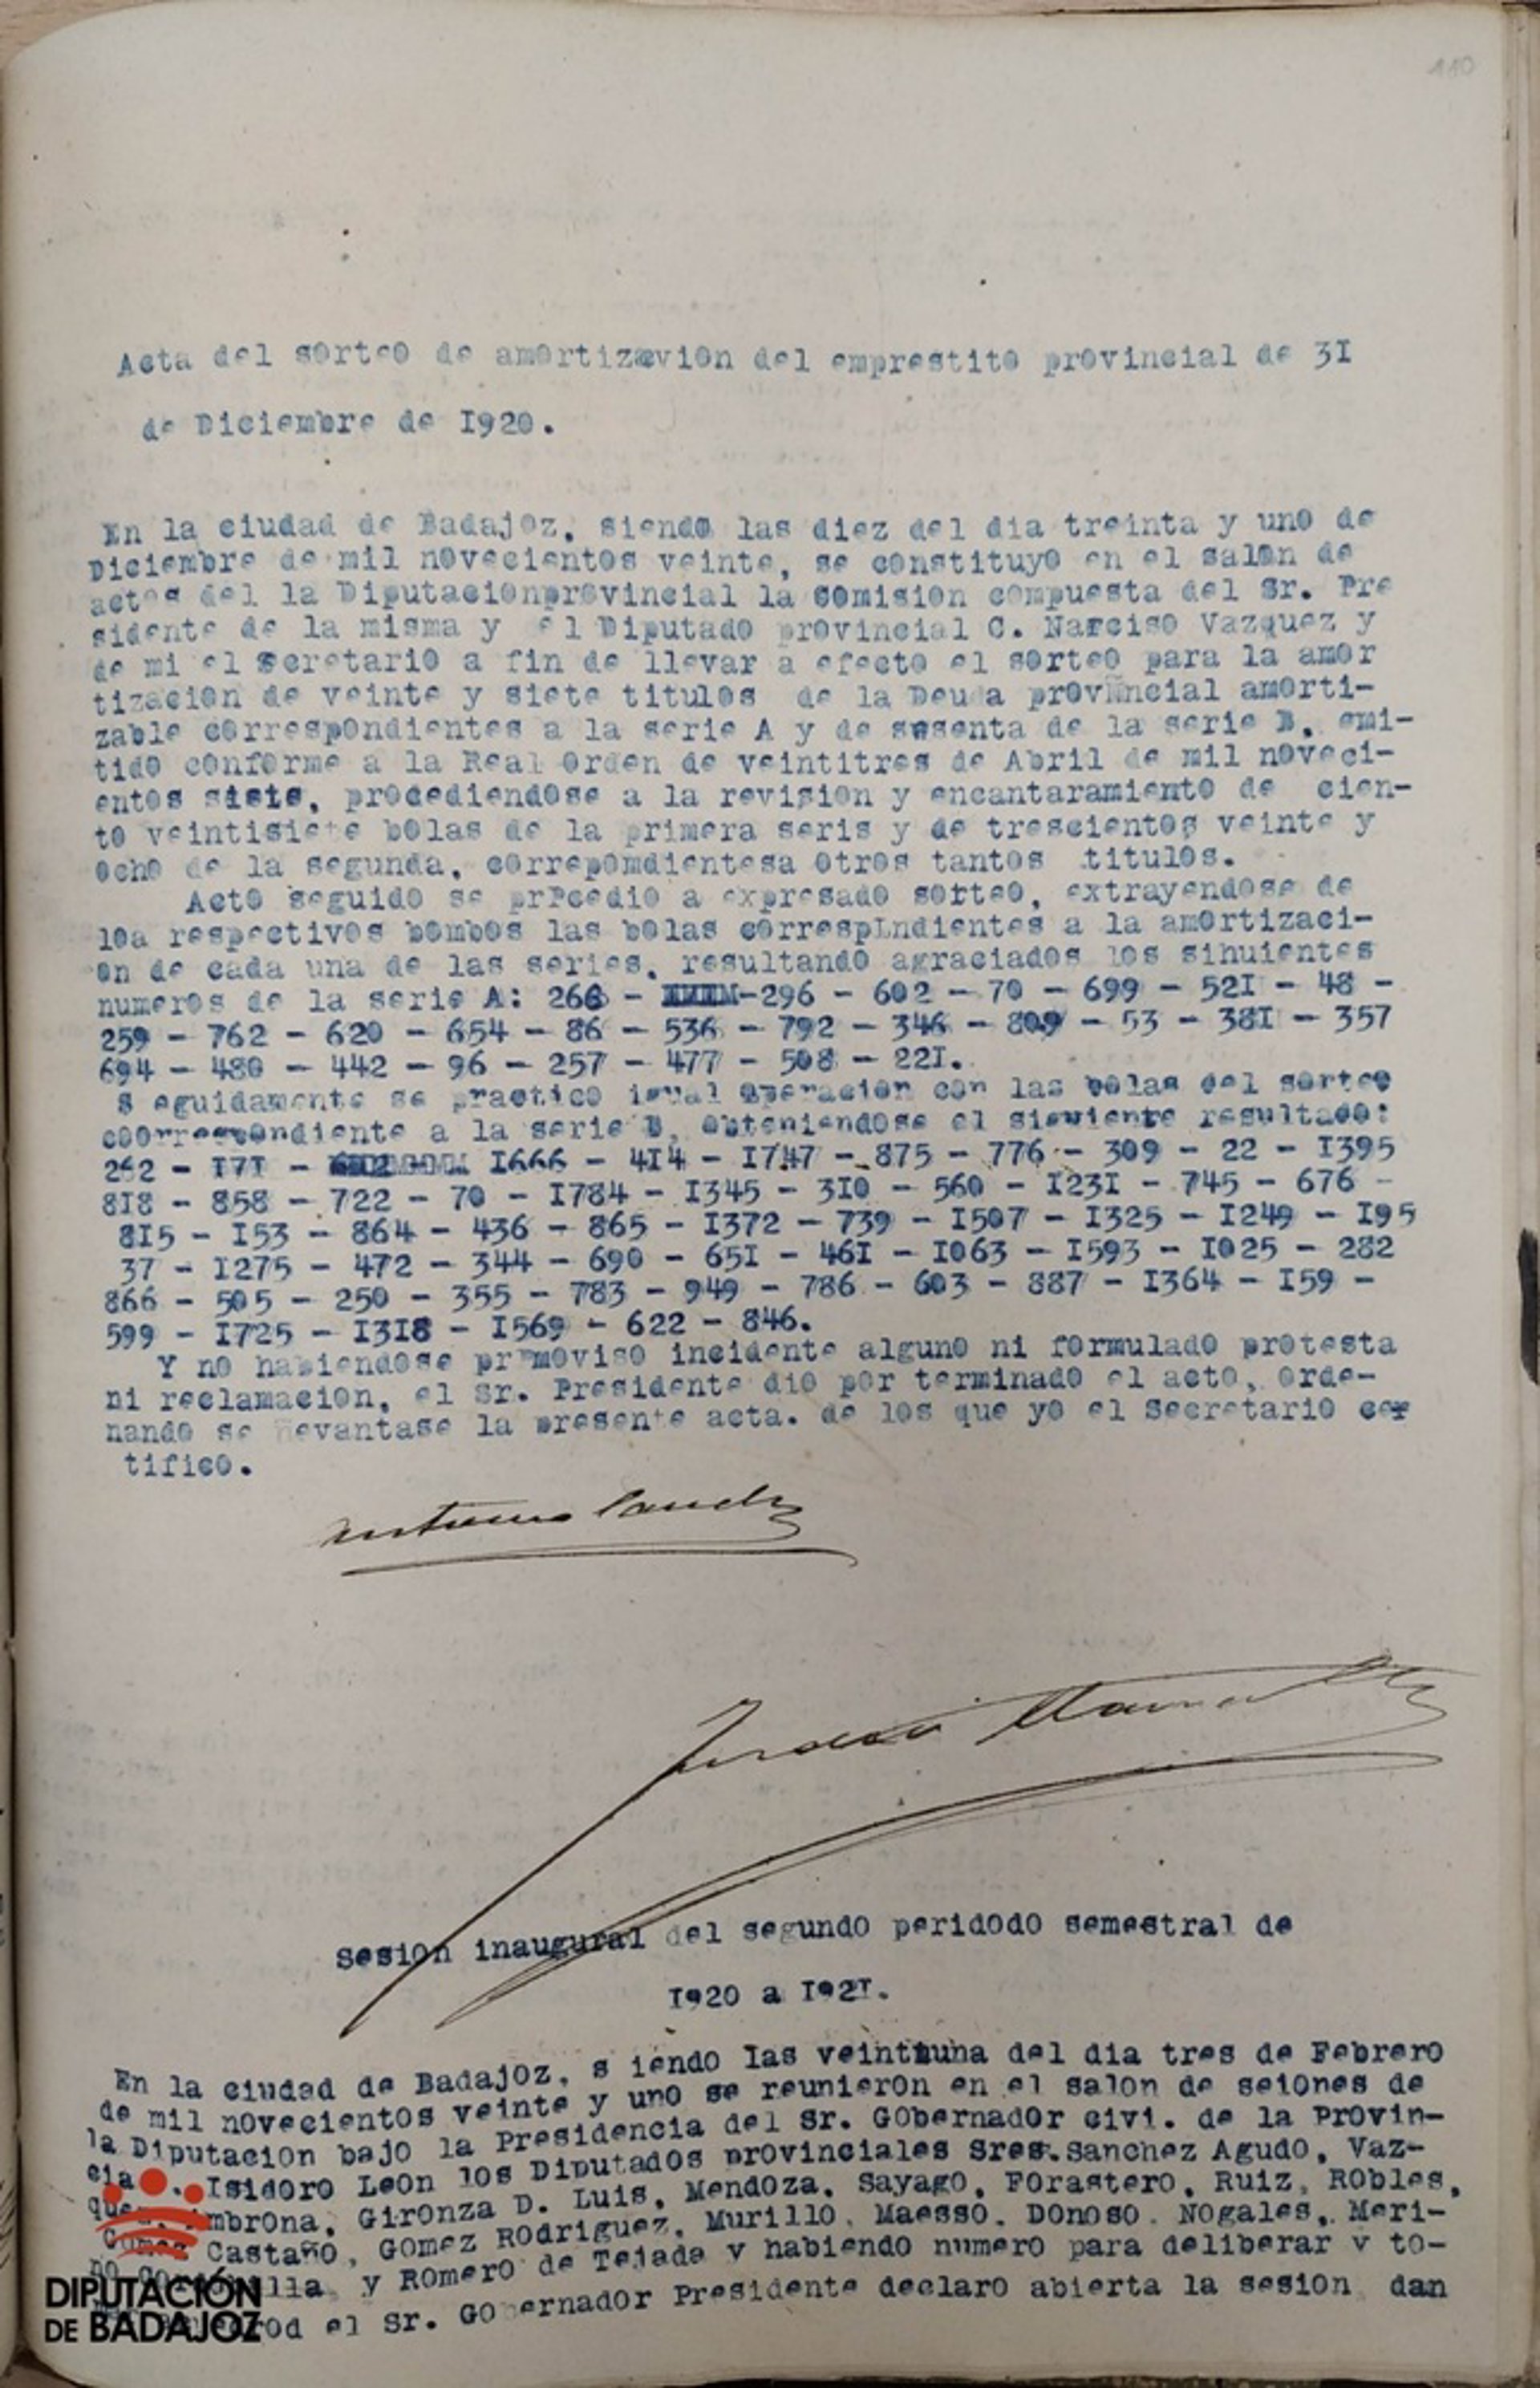 110
Acta del sorteo de amortizavion del emprestito provincial de 3I
de Diciembre de I920.
En la ciudad de Badajoz, siendo las diez del dia treinta y uno de
Diciembre de mil novecientos veinte, se constituyo en el salon de
actos del la Diputacionprovincial la comision compuesta del Sr. Pre
sidente de la misma y el Diputado provincial C. Narciso Vazquez y
de mi el secretario a fin de llevar a efecto el sorteo para la amor
tizacion de veinte y siete titulos de la Deuda provincial amorti-
zable correspondientes a la serie A y de sesenta de la serie B, emi-
tido conforme a la Real orden de veintitres de Abril de mil noveci-
entos siete, procediendose a la revision y encantaramiento de cien-
to veintisiete bolas de la primera seris y de trescientos veinte y
ocho de la segunda, correpomdientesa otros tantos titulos.
Acto seguido se prPcedio a expresado sorteo, extrayendose de
loa respectivos bombos las bolas correspLndientes a la amortizaci-
on de cada una de las series, resultando agraciados los sihuientes
numeros de la serie A: 266 - -296 - 602 - 70 - 699 - 52I - 48 -
259 - 762 - 620 - 654 - 86 - 536 - 792 - 346 - 809 - 53 - 38I - 357
694 - 480 - 442 - 96 - 257 - 477 - 508 - 22I.
S eguidamente se practico igual operacion con las bolas del sorteo
coorrespondiente a la serie B, obteniendose el siguiente resultado:
262 - I7I - I666 - 4I4 - I747 - 875 - 776 - 309 - 22 - I395
8I8 - 858 - 722 - 70 - I784 - I345 - 3I0 - 560 - I23I - 745 - 676 -
8I5 - I53 - 864 - 436 - 865 - I372 - 739 - I507 - I325 - I249 - I95
37 - I275 - 472 - 344 - 690 - 65I - 46I - I063 - I593 - I025 - 282
866 - 505 - 250 - 355 - 783 - 949 - 786 - 603 - 887 - I364 - I59 -
599 - I725 - I3I8 - I569 - 622 - 846.
Y no habiendose promoviso incidente alguno ni formulado protesta
ni reclamacion, el Sr. Presidente dio por terminado el acto, orde-
nando se levantase la presente acta. de los que yo el Secretario cer
tifico.
Sesion inaugural del segundo peridodo semestral de
I920 a I92I.
En la ciudad de Badajoz, s iendo las veintiuna del dia tres de Febrero
de mil novecientos veinte y uno se reunieron en el salon de seiones de
la Diputacion bajo la Presidencia del Sr. Gobernador civi. de la Provin-
cia Isidoro Leon los Diputados provinciales Sres.Sanchez Agudo, Vaz-
quez, Ambrona, Gironza D. Luis, Mendoza, Sayago, Forastero, Ruiz, Robles,
Gomez Castaño, Gomez Rodriguez, Murillo, Maesso, Donoso, Nogales, Meri-
no y Romero de Tejada y habiendo numero para deliberar y to-
el Sr. Gobernador Presidente declaro abierta la sesion dan
DIPUTACIÓN
DE BADAJOZ